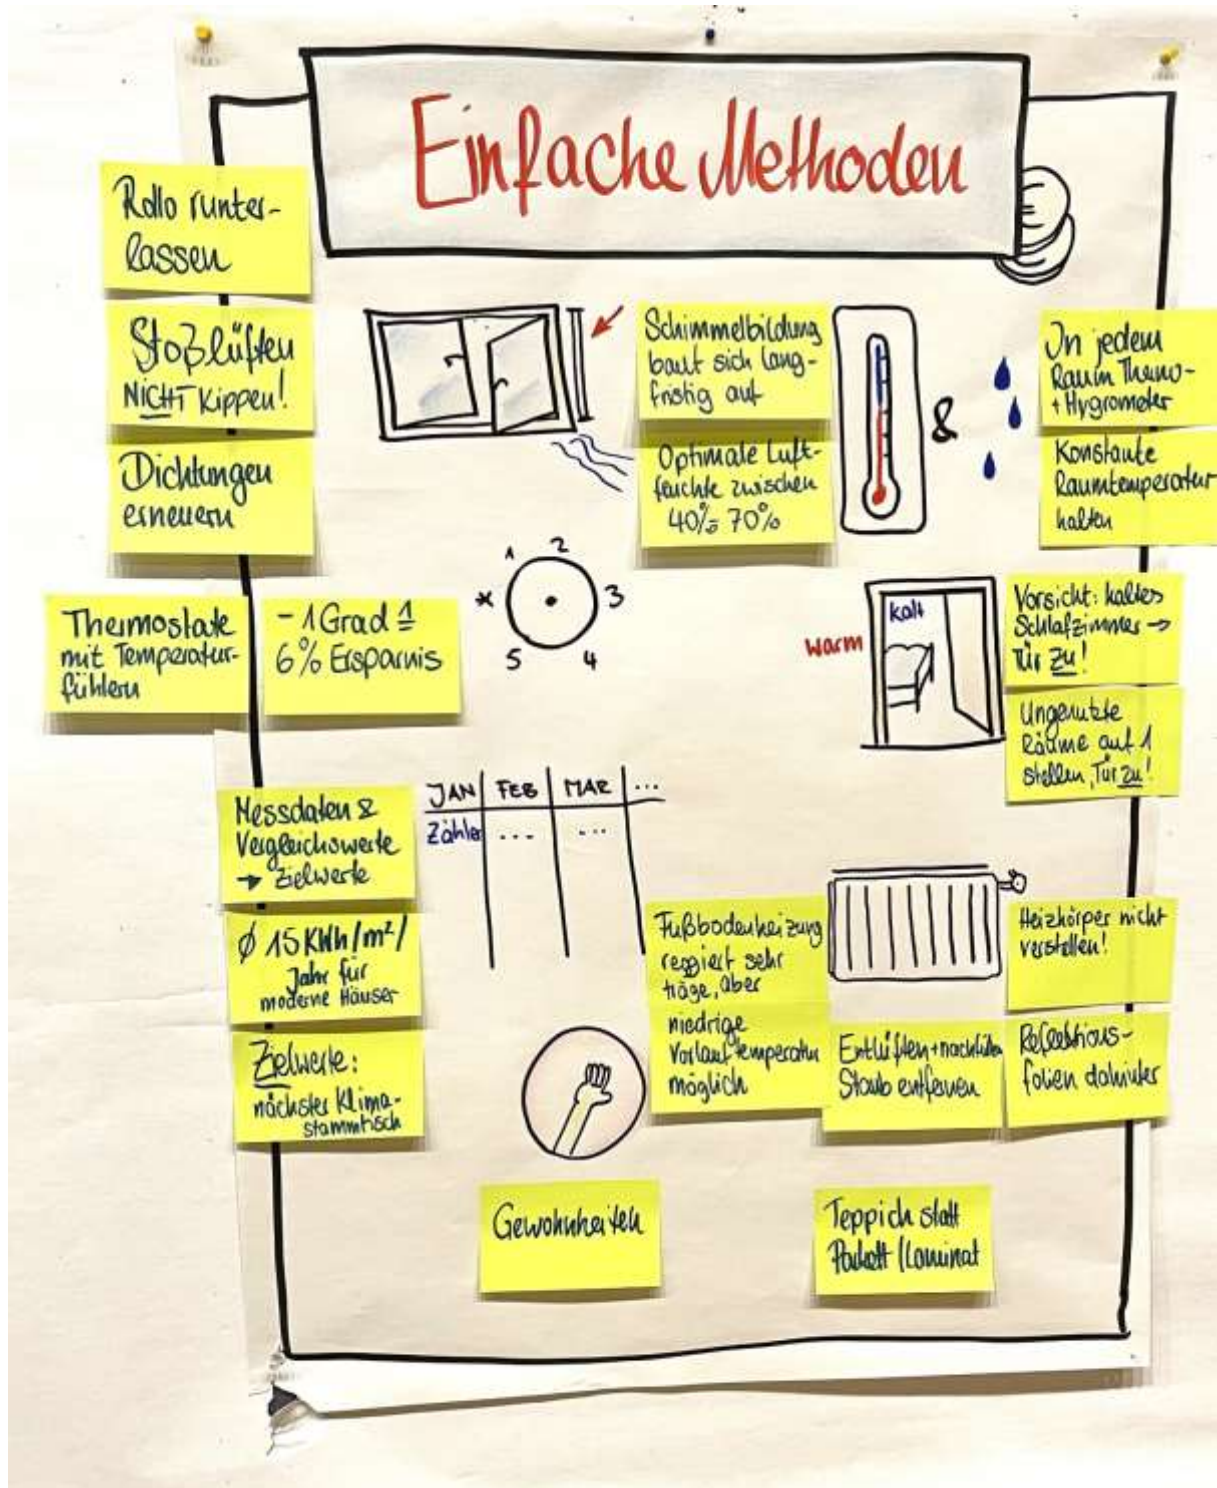 Einfache Methoden
Rollo runter-
lassen
Stoßlüften
NICHT kippen!
Dichtungen
erneuern
Schimmelbildung
baut sich lang-
fristig auf
Optimale Luft-
feuchte zwischen
40% - 70%
&
In jedem
Raum Thermo-
+ Hygrometer
Konstante
Raumtemperatur
halten
Thermostate
mit Temperatur-
fühlern
- 1 Grad ≙
6% Ersparnis
* 1 2 3 4 5
warm
kalt
Vorsicht: kaltes
Schlafzimmer →
Tür zu!
Ungenutzte
Räume auf 1
stellen, Tür zu!
Messdaten &
Vergleichswerte
→ Zielwerte
Ø 15 KWh/m²/
Jahr für
moderne Häuser
Zielwerte:
nächster Klima-
stammtisch
JAN FEB MAR ...
Zähler ... ...
Fußbodenheizung
reagiert sehr
träge, aber
niedrige
Vorlauftemperatur
möglich
Heizkörper nicht
verstellen!
Entlüften + nachfüllen
Staub entfernen
Reflektions-
folien dahinter
Gewohnheiten
Teppich statt
Parkett / Laminat